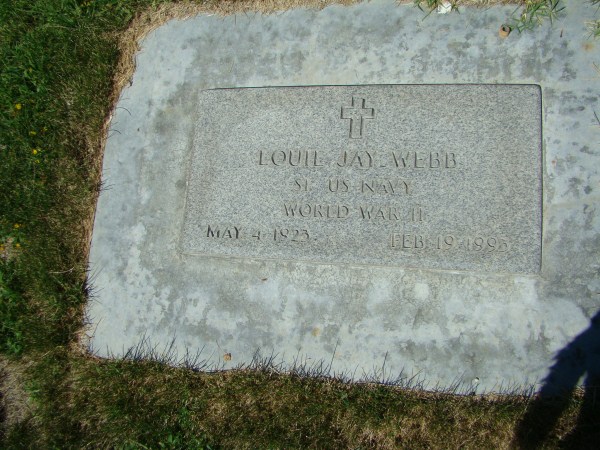 LOUIE JAY WEBB
S1 US NAVY
WORLD WAR II
MAY 4 1923 FEB 19 1995